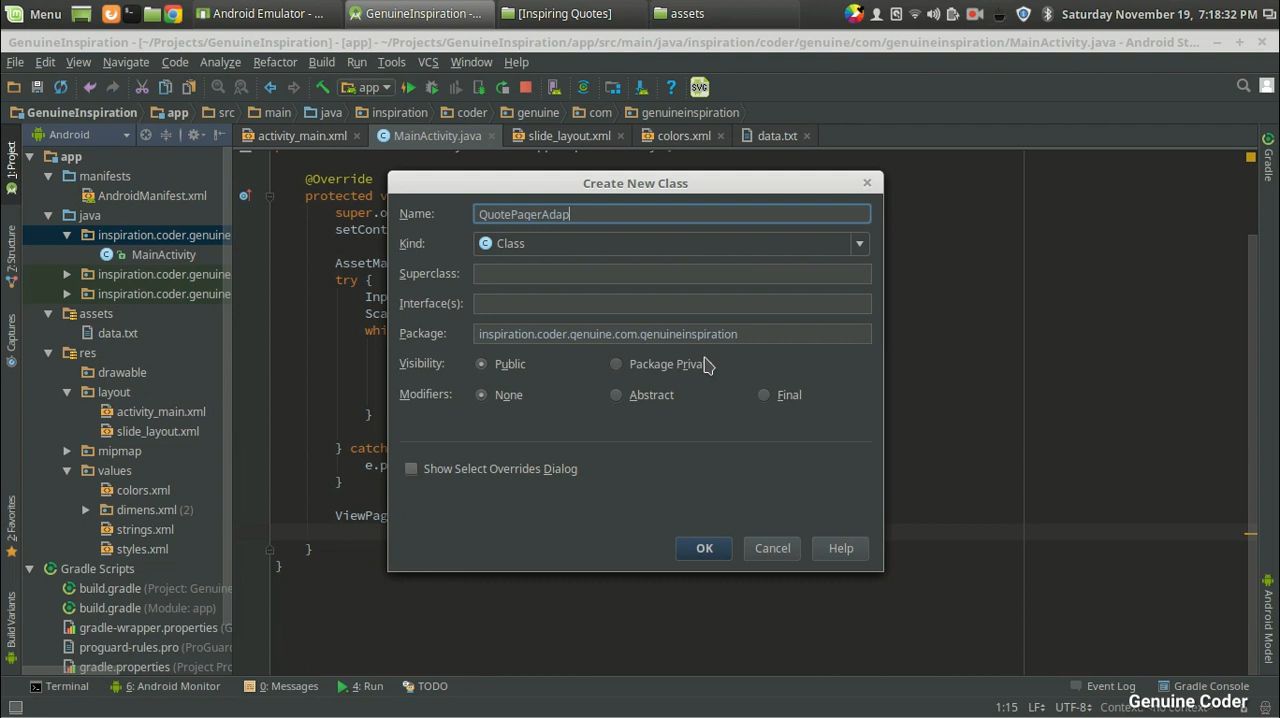 Menu
Android Emulator - ...
GenuineInspiration -...
[Inspiring Quotes]
assets
Saturday November 19, 7:18:32 PM
GenuineInspiration - [~/Projects/GenuineInspiration] - [app] - ~/Projects/GenuineInspiration/app/src/main/java/inspiration/coder/genuine/com/genuineinspiration/MainActivity.java - Android St...
File Edit View Navigate Code Analyze Refactor Build Run Tools VCS Window Help
app
SVG
GenuineInspiration app src main java inspiration coder genuine com genuineinspiration
Android
activity_main.xml MainActivity.java slide_layout.xml colors.xml data.txt
1: Project
7: Structure
Captures
2: Favorites
Build Variants
Gradle
Android Model
app
manifests
AndroidManifest.xml
java
inspiration.coder.genuine
MainActivity
inspiration.coder.genuine
inspiration.coder.genuine
assets
data.txt
res
drawable
layout
activity_main.xml
slide_layout.xml
mipmap
values
colors.xml
dimens.xml (2)
strings.xml
styles.xml
Gradle Scripts
build.gradle (Project: Genuine
build.gradle (Module: app)
gradle-wrapper.properties (G
proguard-rules.pro (ProGuard
gradle.properties (Project Pro
@Override
protected v
super.o
setCont
AssetMa
try {
Inp
Sca
whi
}
} catch
e.p
}
ViewPag
}
}
Create New Class
Name: QuotePagerAdap
Kind: Class
Superclass:
Interface(s):
Package: inspiration.coder.genuine.com.genuineinspiration
Visibility: Public Package Priva
Modifiers: None Abstract Final
Show Select Overrides Dialog
OK Cancel Help
Terminal 6: Android Monitor 0: Messages 4: Run TODO Event Log Gradle Console
1:15 LF÷ UTF-8÷ Context: <no context>
Genuine Coder